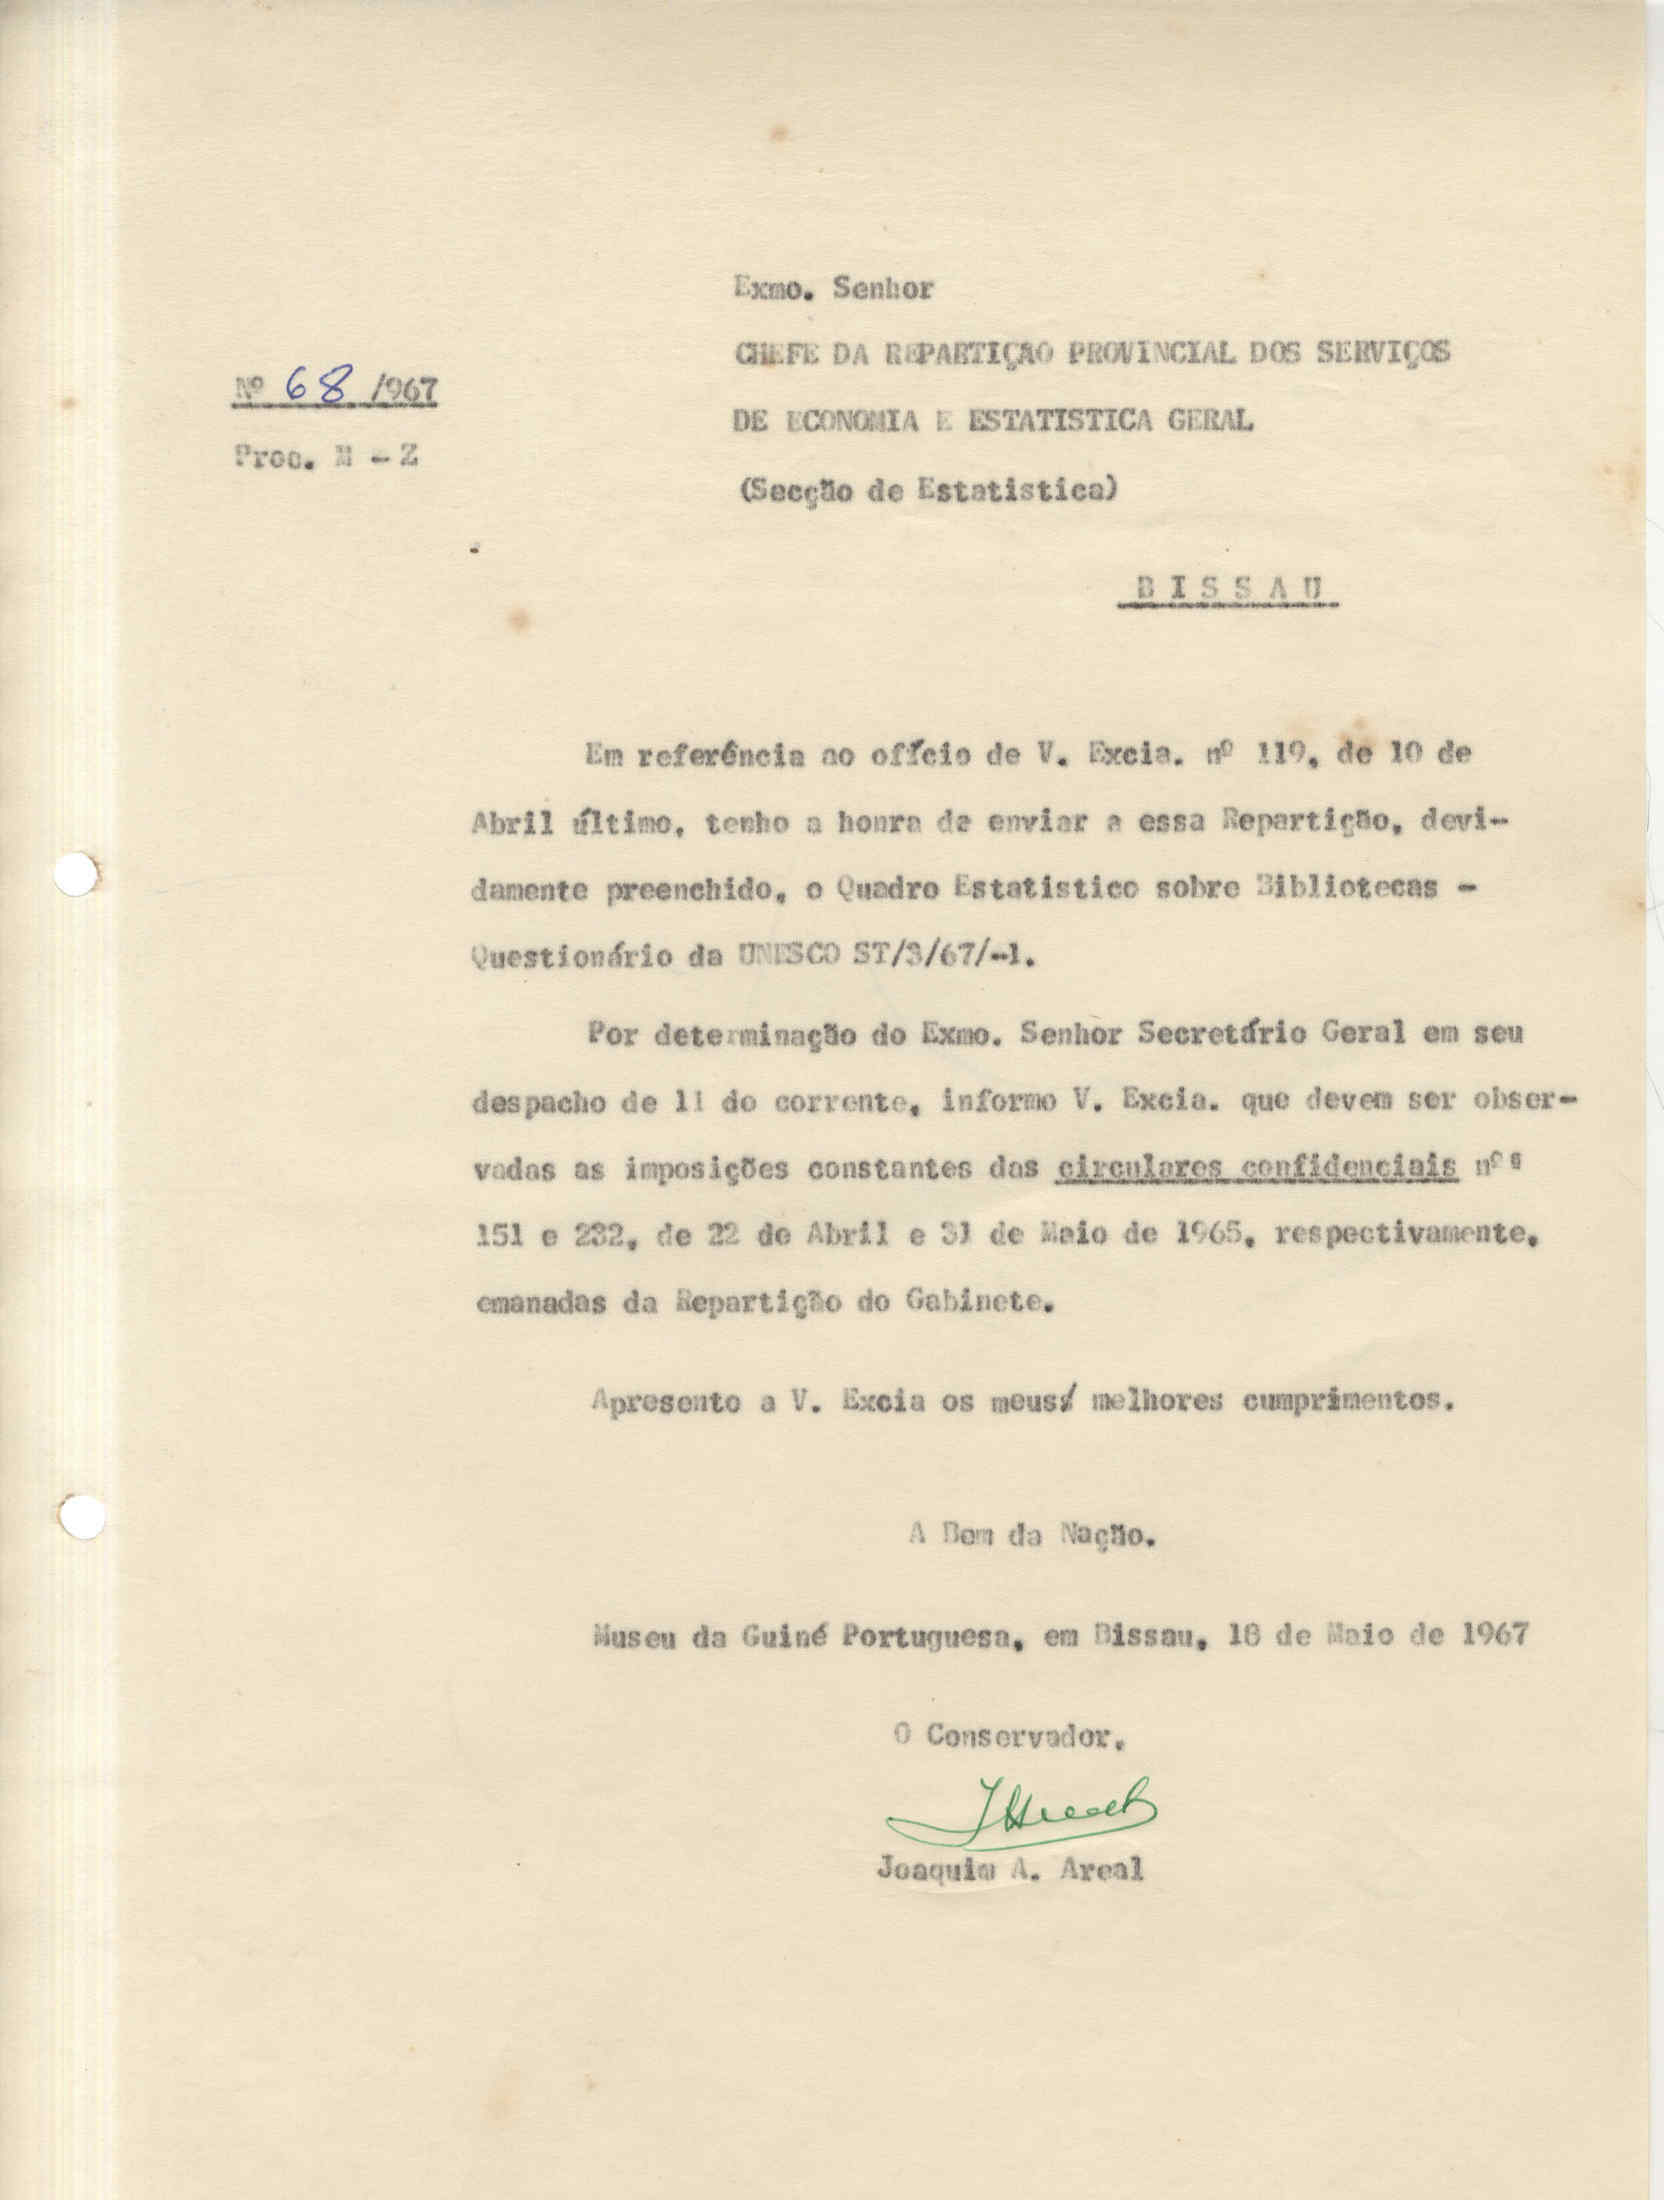 Exmo. Senhor
CHEFE DA REPARTIÇÃO PROVINCIAL DOS SERVIÇOS
Nº 68 /967
DE ECONOMIA E ESTATISTICA GERAL
Proc. M - Z
(Secção de Estatistica)
B I S S A U
Em referência ao ofício de V. Excia. nº 119, de 10 de
Abril último, tenho a honra de enviar a essa Repartição, devi-
damente preenchido, o Quadro Estatistico sobre Bibliotecas -
Questionário da UNESCO ST/3/67/-1.
Por determinação do Exmo. Senhor Secretário Geral em seu
despacho de 11 do corrente, informo V. Excia. que devem ser obser-
vadas as imposições constantes das circulares confidenciais nºs
151 e 232, de 22 de Abril e 31 de Maio de 1965, respectivamente,
emanadas da Repartição do Gabinete.
Apresento a V. Excia os meus/ melhores cumprimentos.
A Bem da Nação.
Museu da Guiné Portuguesa, em Bissau, 18 de Maio de 1967
O Conservador,
JAreal
Joaquim A. Areal